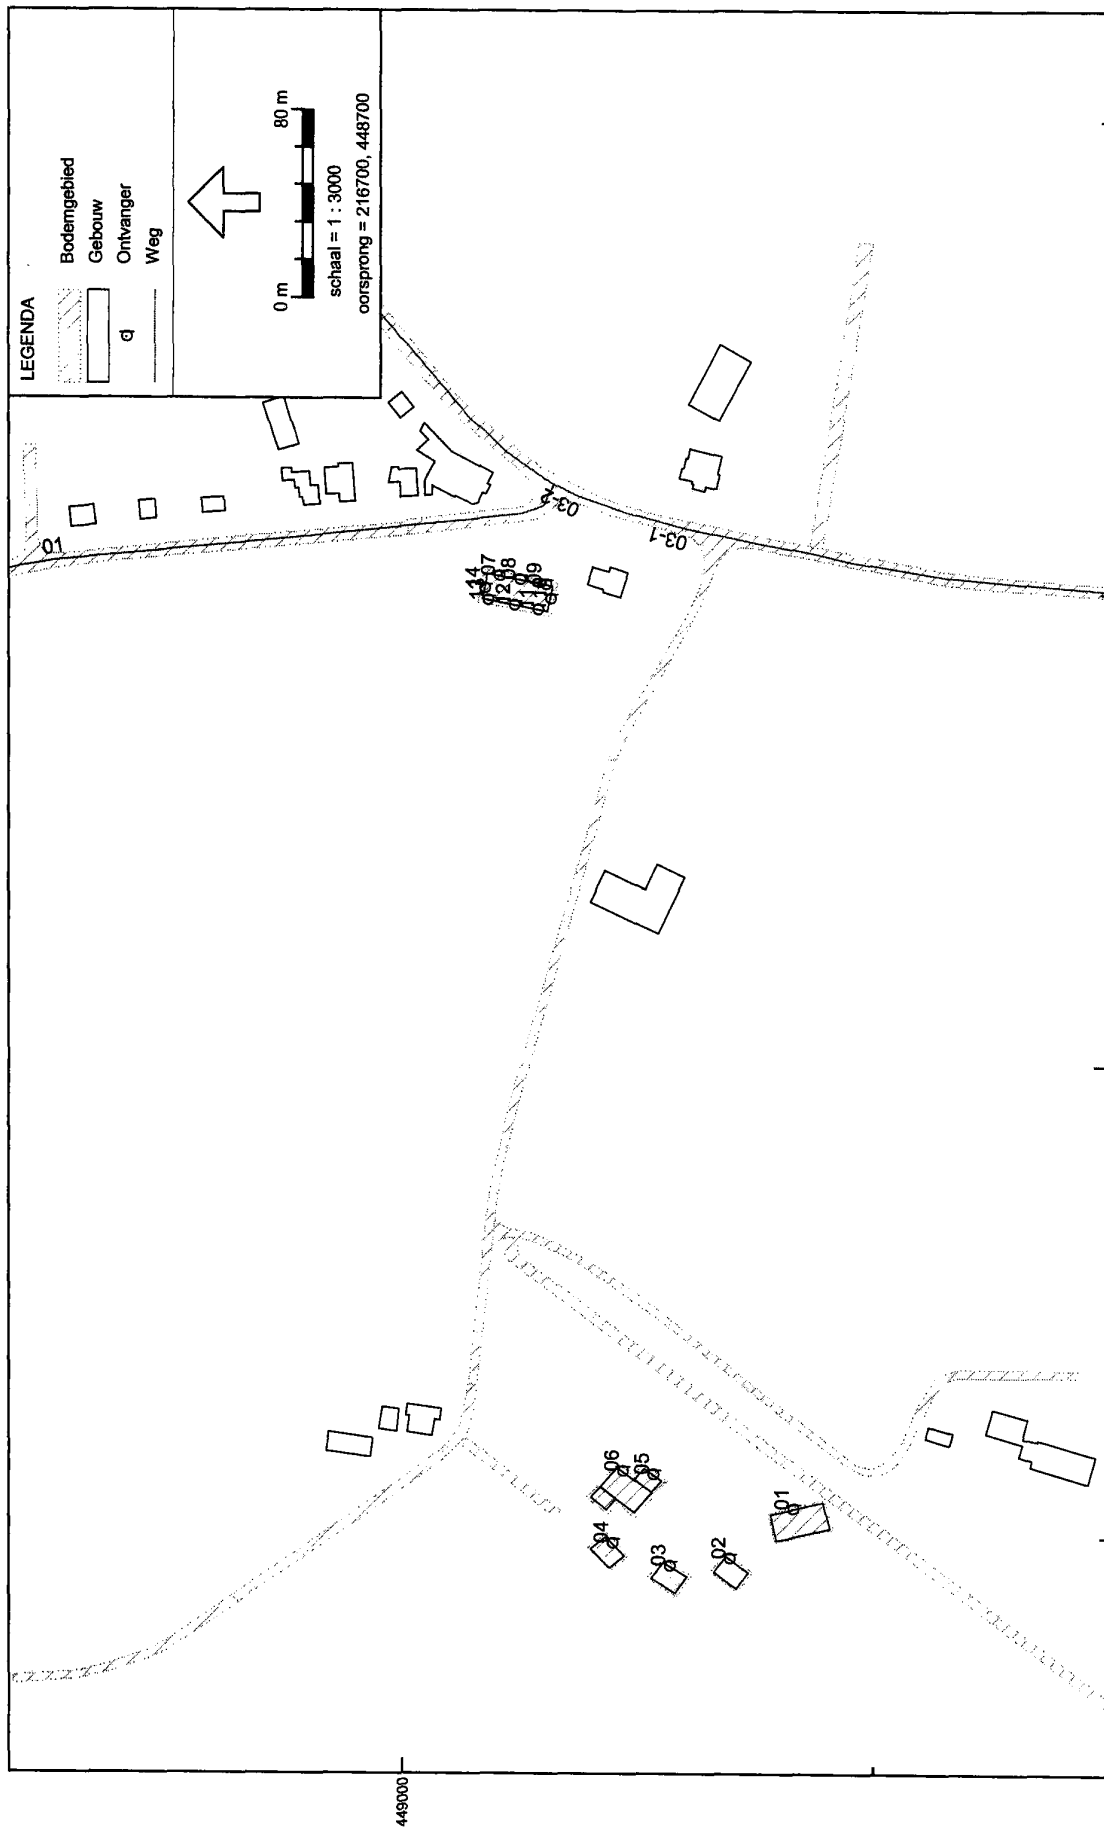 LEGENDA
Bodemgebied
Gebouw
Ontvanger
Weg
0 m
80 m
schaal = 1 : 3000
oorsprong = 216700, 448700
01
03-2
03-1
14
07
08
09
06
05
04
03
02
01
449000